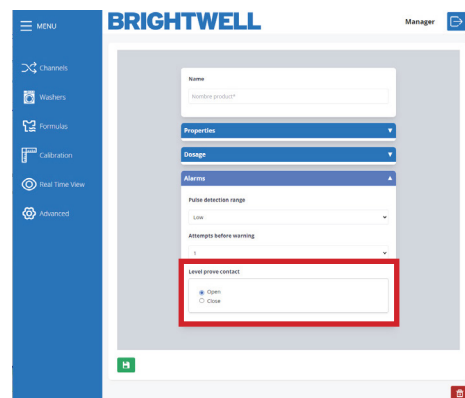 MENU
BRIGHTWELL
Manager
Channels
Washers
Formulas
Calibration
Real Time View
Advanced
Name
Nombre product*
Properties
Dosage
Alarms
Pulse detection range
Low
Attempts before warning
1
Level prove contact
Open
Close